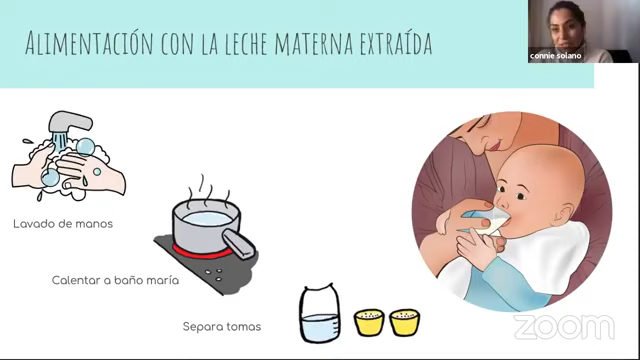 ALIMENTACIÓN CON LA LECHE MATERNA EXTRAÍDA
connie solano
Lavado de manos
Calentar a baño maría
Separa tomas
zoom